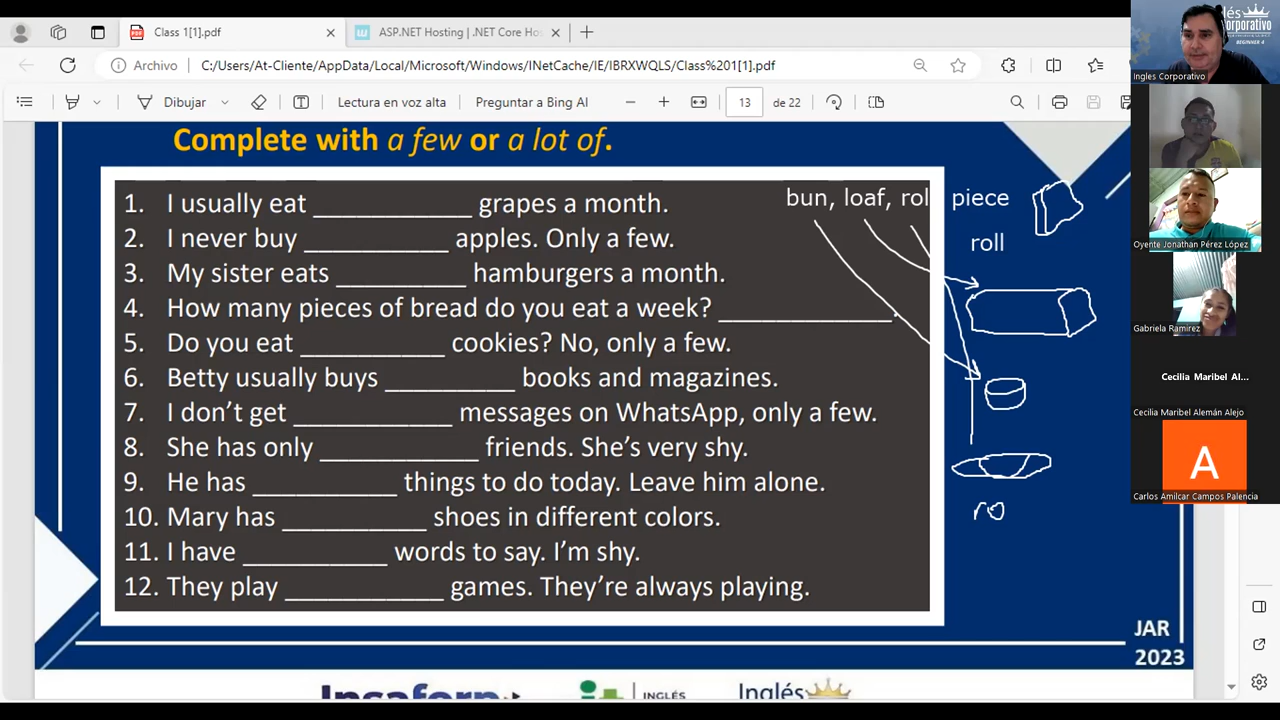 Class 1[1].pdf
ASP.NET Hosting | .NET Core Ho
Archivo
C:/Users/At-Cliente/AppData/Local/Microsoft/Windows/INetCache/IE/IBRXWQLS/Class%201[1].pdf
Dibujar
Lectura en voz alta
Preguntar a Bing AI
13
de 22
Complete with a few or a lot of.
1. I usually eat ____________ grapes a month.
2. I never buy ___________ apples. Only a few.
3. My sister eats __________ hamburgers a month.
4. How many pieces of bread do you eat a week? _____________.
5. Do you eat ___________ cookies? No, only a few.
6. Betty usually buys __________ books and magazines.
7. I don't get ____________ messages on WhatsApp, only a few.
8. She has only ____________ friends. She's very shy.
9. He has ___________ things to do today. Leave him alone.
10. Mary has ___________ shoes in different colors.
11. I have ___________ words to say. I'm shy.
12. They play ____________ games. They're always playing.
bun, loaf, rol
piece
roll
ro
JAR
2023
Insaforp
INGLÉS
Inglés
BEGINNER 4
Ingles Corporativo
Oyente Jonathan Pérez López
Gabriela Ramirez
Cecilia Maribel Al...
Cecilia Maribel Alemán Alejo
A
Carlos Amilcar Campos Palencia